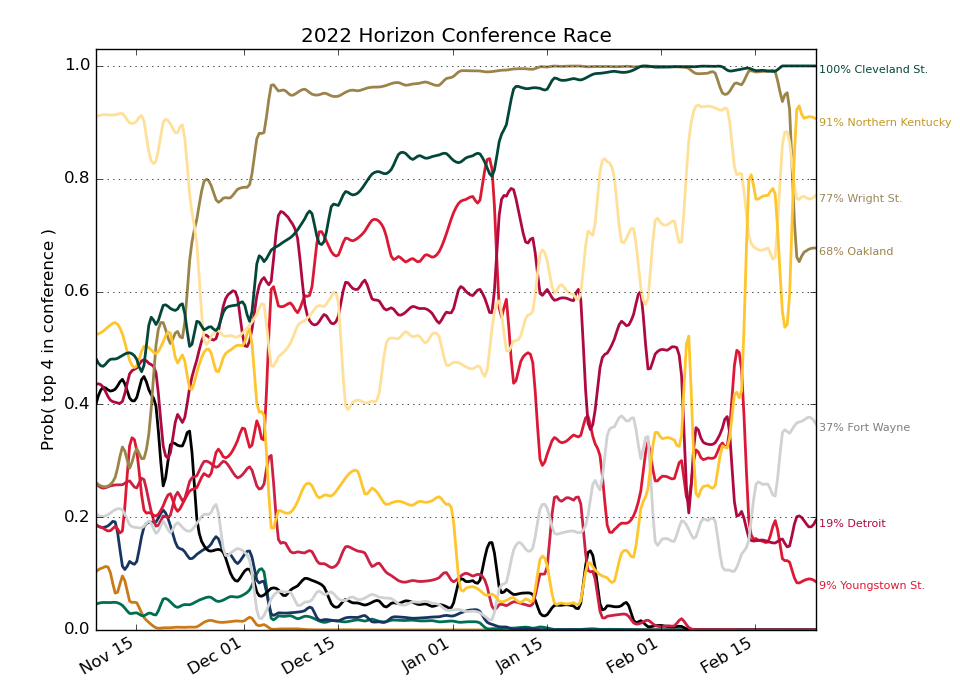 2022 Horizon Conference Race
Prob( top 4 in conference )
1.0
0.8
0.6
0.4
0.2
0.0
Nov 15
Dec 01
Dec 15
Jan 01
Jan 15
Feb 01
Feb 15
100% Cleveland St.
91% Northern Kentucky
77% Wright St.
68% Oakland
37% Fort Wayne
19% Detroit
9% Youngstown St.